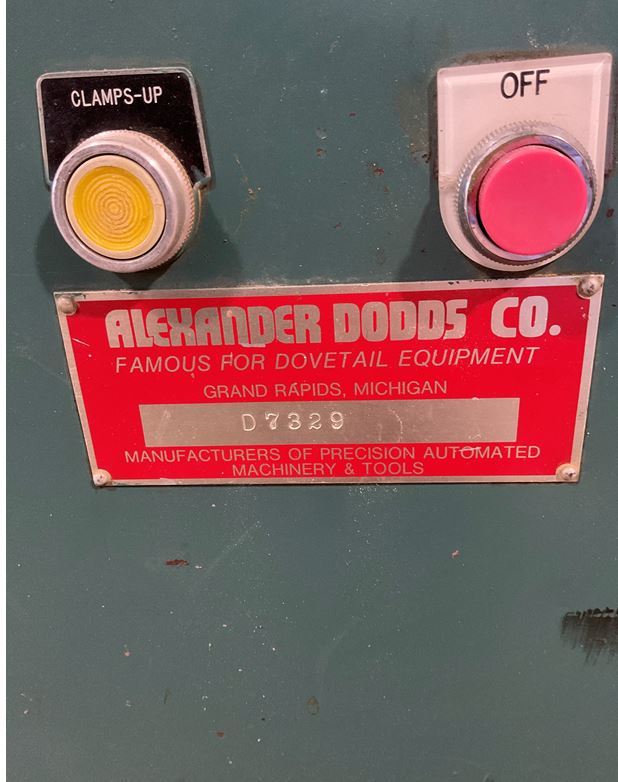 CLAMPS-UP
OFF
ALEXANDER DODDS CO.
FAMOUS FOR DOVETAIL EQUIPMENT
GRAND RAPIDS, MICHIGAN
D7329
MANUFACTURERS OF PRECISION AUTOMATED
MACHINERY & TOOLS